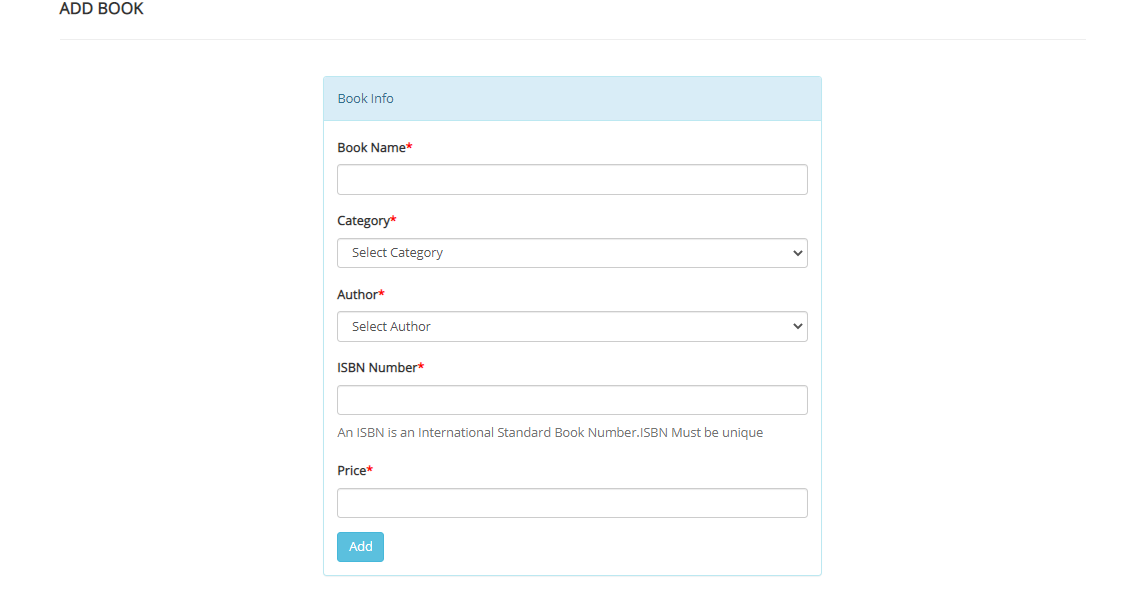 ADD BOOK
Book Info
Book Name*
Category*
Select Category
Author*
Select Author
ISBN Number*
An ISBN is an International Standard Book Number.ISBN Must be unique
Price*
Add